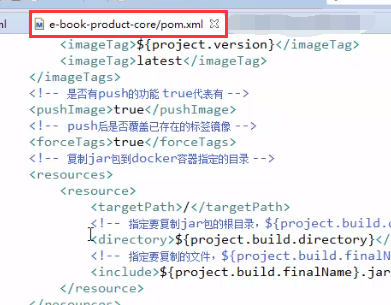 ml
e-book-product-core/pom.xml
<imageTag>${project.version}</imageTag>
<imageTag>latest</imageTag>
</imageTags>
<!-- 是否有push的功能 true代表有 -->
<pushImage>true</pushImage>
<!-- push后是否覆盖已存在的标签镜像 -->
<forceTags>true</forceTags>
<!-- 复制jar包到docker容器指定的目录 -->
<resources>
<resource>
<targetPath>/</targetPath>
<!-- 指定要复制jar包的根目录，${project.build.
<directory>${project.build.directory}</
<!-- 指定要复制的文件，${project.build.finalN
<include>${project.build.finalName}.jar
</resource>
</resources>